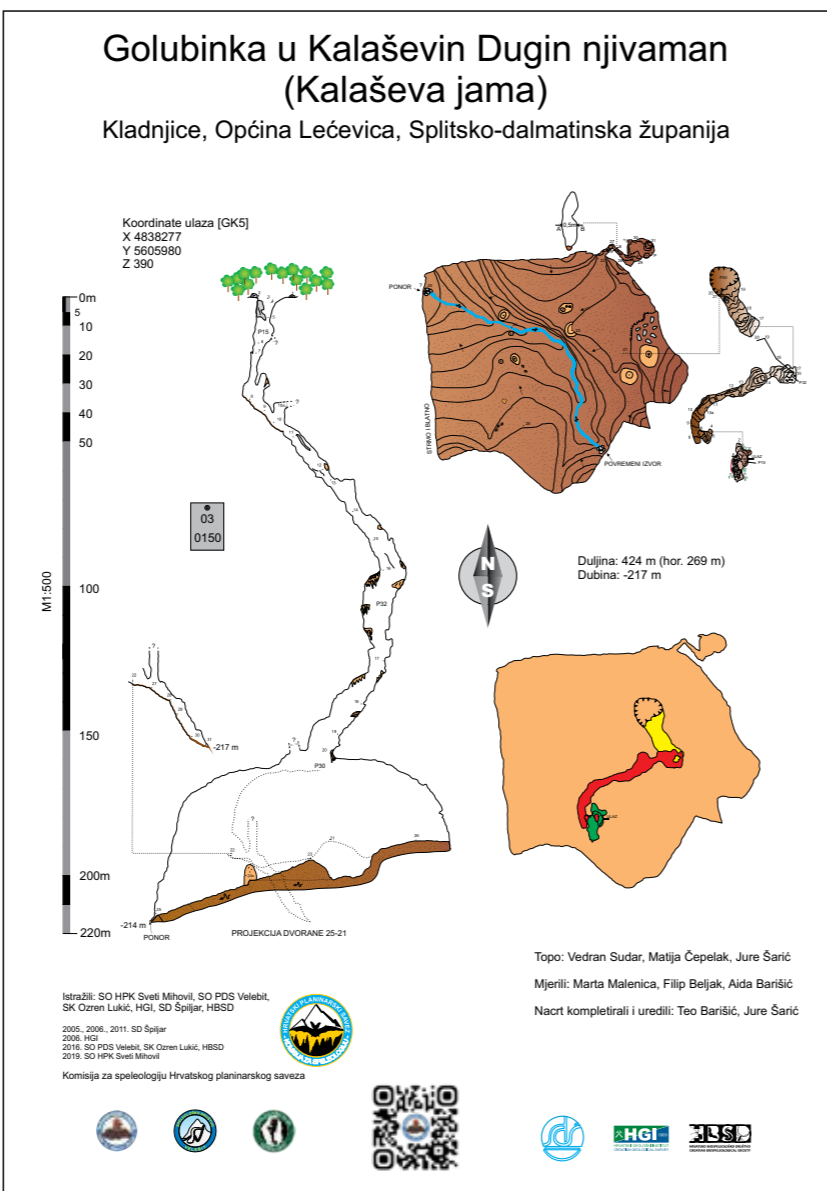 Golubinka u Kalaševin Dugin njivaman
(Kalaševa jama)
Kladnjice, Općina Lećevica, Splitsko-dalmatinska županija
Koordinate ulaza [GK5]
X 4838277
Y 5605980
Z 390
0m
5
10
20
30
40
50
100
150
200m
220m
M1:500
P15
P32
P30
03
0150
-217 m
-214 m
PONOR
PROJEKCIJA DVORANE 25-21
PONOR
STRMO I BLATNO
POVREMENI IZVOR
A
B
N
S
Duljina: 424 m (hor. 269 m)
Dubina: -217 m
Topo: Vedran Sudar, Matija Čepelak, Jure Šarić
Mjerili: Marta Malenica, Filip Beljak, Aida Barišić
Nacrt kompletirali i uredili: Teo Barišić, Jure Šarić
Istražili: SO HPK Sveti Mihovil, SO PDS Velebit,
SK Ozren Lukić, HGI, SD Špiljar, HBSD
2005., 2006., 2011. SD Špiljar
2006. HGI
2016. SO PDS Velebit, SK Ozren Lukić, HBSD
2019. SO HPK Sveti Mihovil
Komisija za speleologiju Hrvatskog planinarskog saveza
HRVATSKI PLANINARSKI SAVEZ
HGI
HBSD